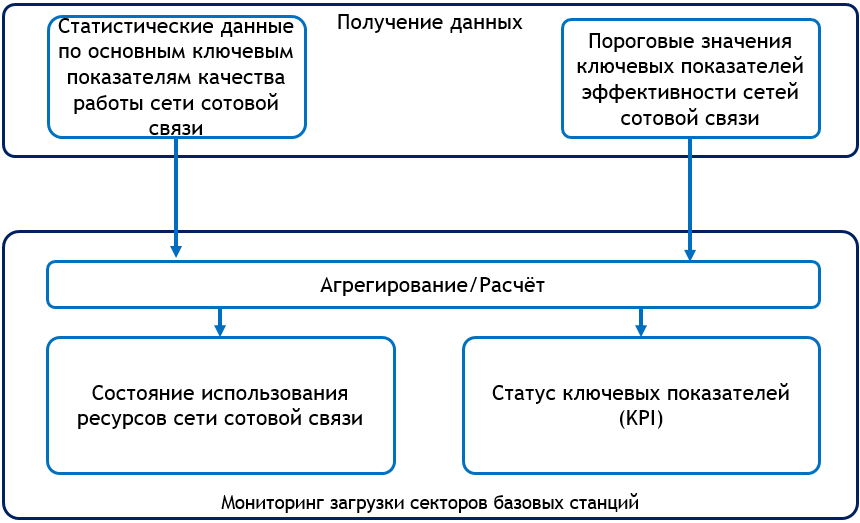 Получение данных
Статистические данные
по основным ключевым
показателям качества
работы сети сотовой
связи
Пороговые значения
ключевых показателей
эффективности сетей
сотовой связи
Агрегирование/Расчёт
Состояние использования
ресурсов сети сотовой связи
Статус ключевых показателей
(KPI)
Мониторинг загрузки секторов базовых станций